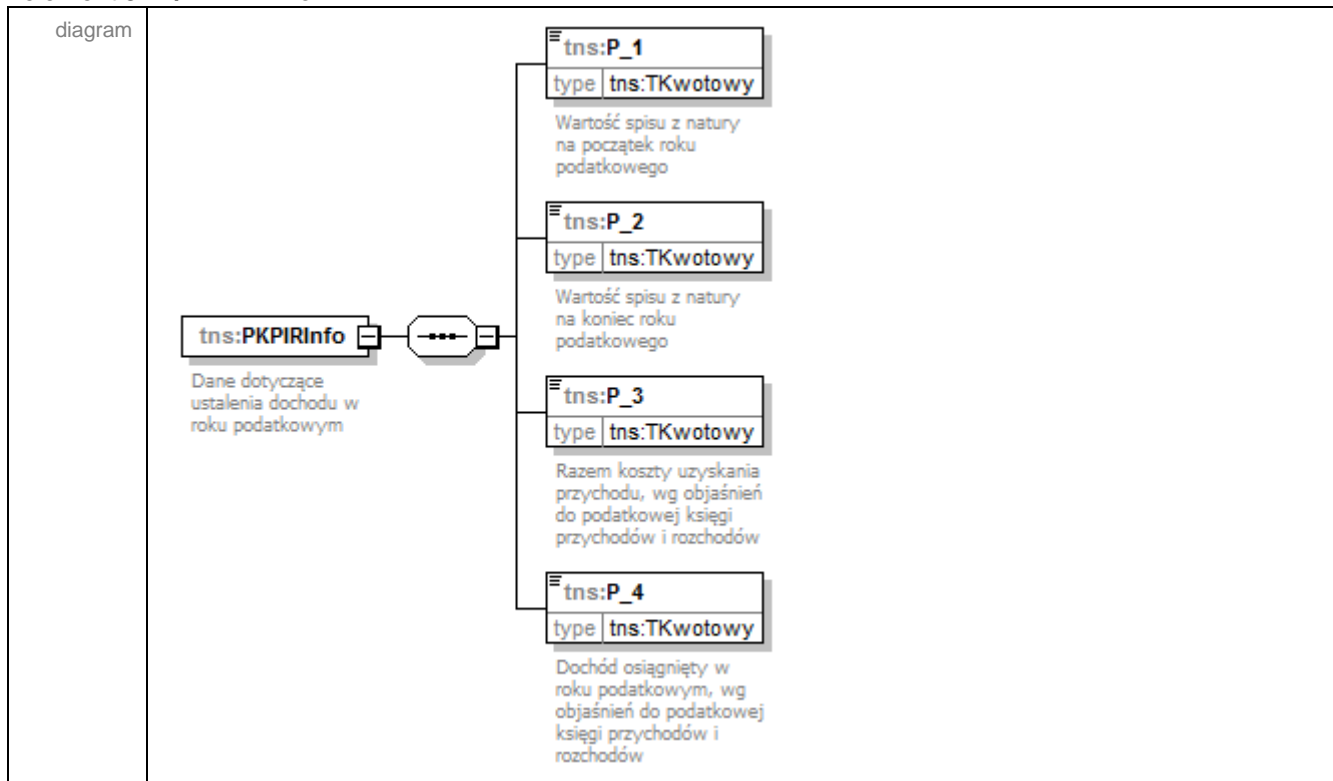 diagram
tns:P_1
type tns:TKwotowy
Wartość spisu z natury
na początek roku
podatkowego
tns:P_2
type tns:TKwotowy
Wartość spisu z natury
na koniec roku
podatkowego
tns:PKPIRInfo
Dane dotyczące
ustalenia dochodu w
roku podatkowym
tns:P_3
type tns:TKwotowy
Razem koszty uzyskania
przychodu, wg objaśnień
do podatkowej księgi
przychodów i rozchodów
tns:P_4
type tns:TKwotowy
Dochód osiągnięty w
roku podatkowym, wg
objaśnień do podatkowej
księgi przychodów i
rozchodów